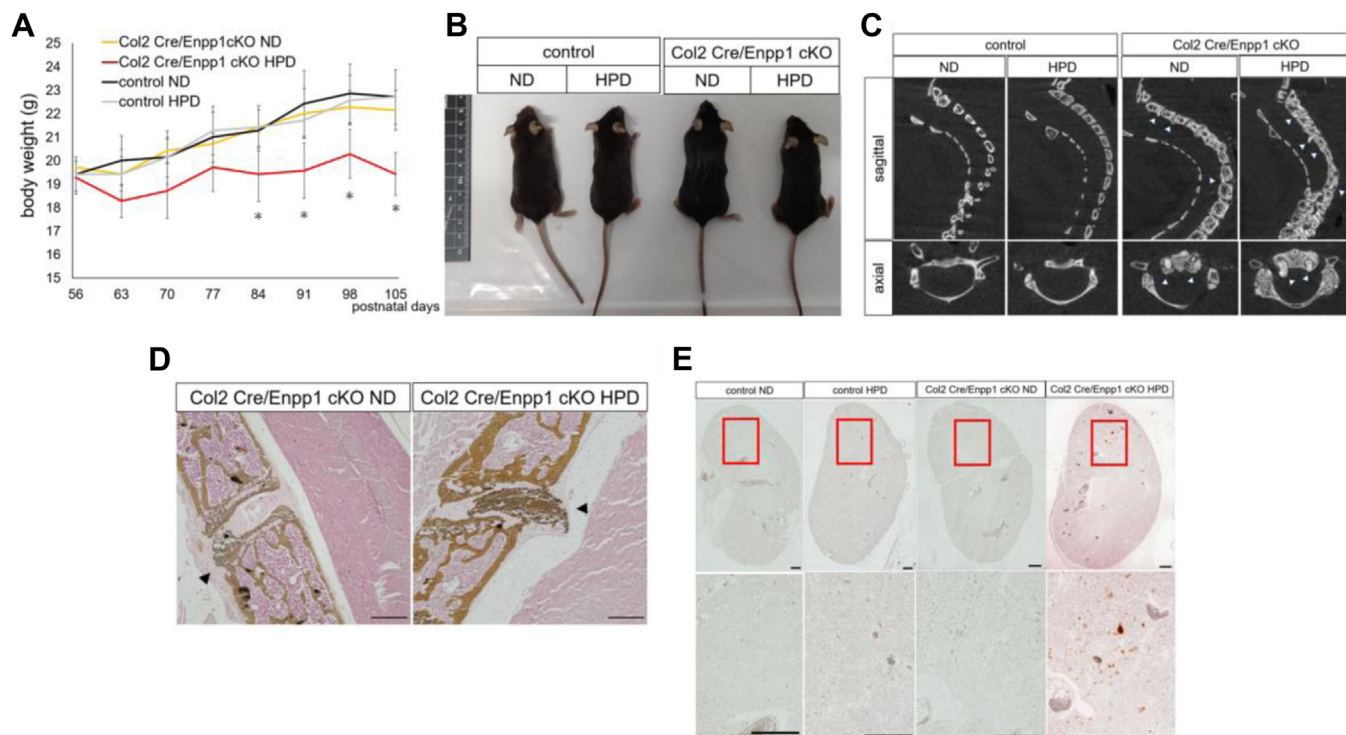 A
body weight (g)
25
24
23
22
21
20
19
18
17
16
15
56 63 70 77 84 91 98 105
postnatal days
Col2 Cre/Enpp1cKO ND
Col2 Cre/Enpp1 cKO HPD
control ND
control HPD
* * * *
B
control Col2 Cre/Enpp1 cKO
ND HPD ND HPD
C
control Col2 Cre/Enpp1 cKO
ND HPD ND HPD
sagittal
axial
D
Col2 Cre/Enpp1 cKO ND Col2 Cre/Enpp1 cKO HPD
E
control ND control HPD Col2 Cre/Enpp1 cKO ND Col2 Cre/Enpp1 cKO HPD